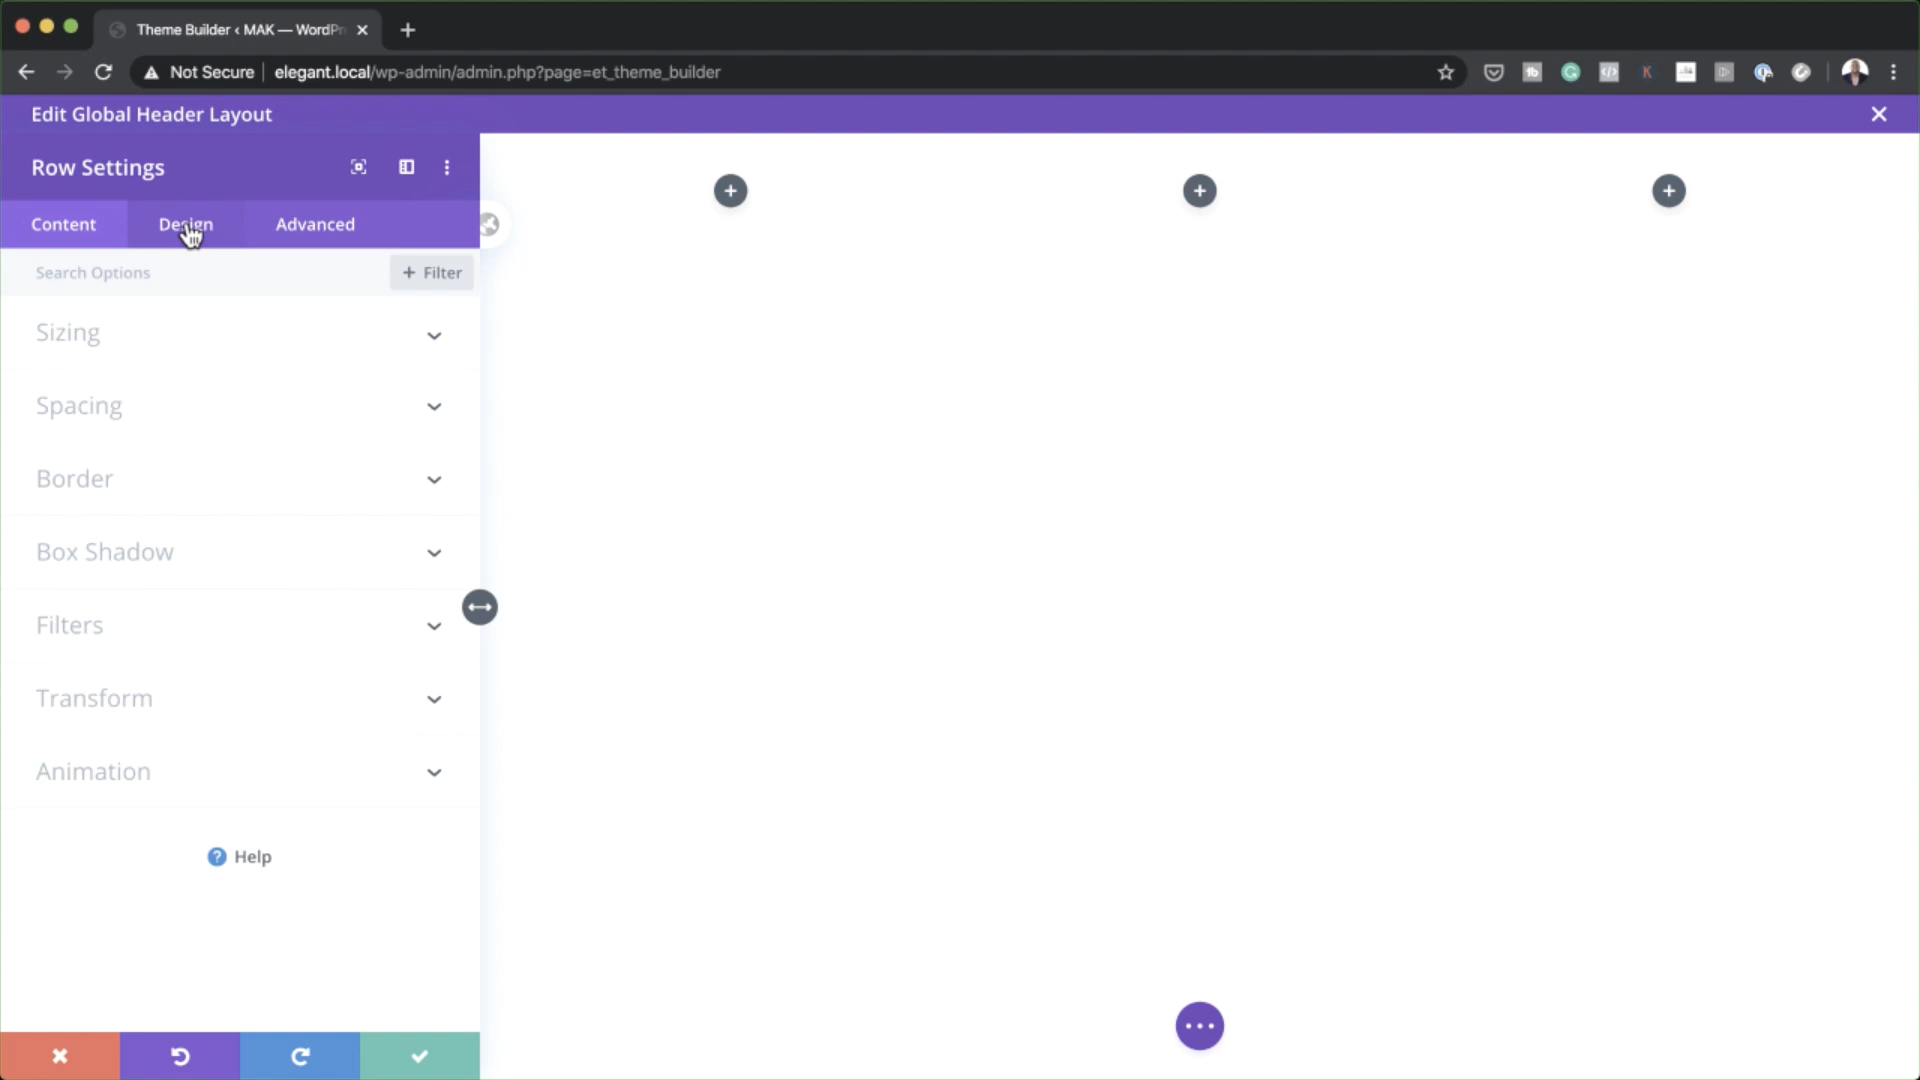 Theme Builder ‹ MAK — WordPr
Not Secure
elegant.local/wp-admin/admin.php?page=et_theme_builder
Edit Global Header Layout
Row Settings
Content
Design
Advanced
Search Options
+ Filter
Sizing
Spacing
Border
Box Shadow
Filters
Transform
Animation
? Help